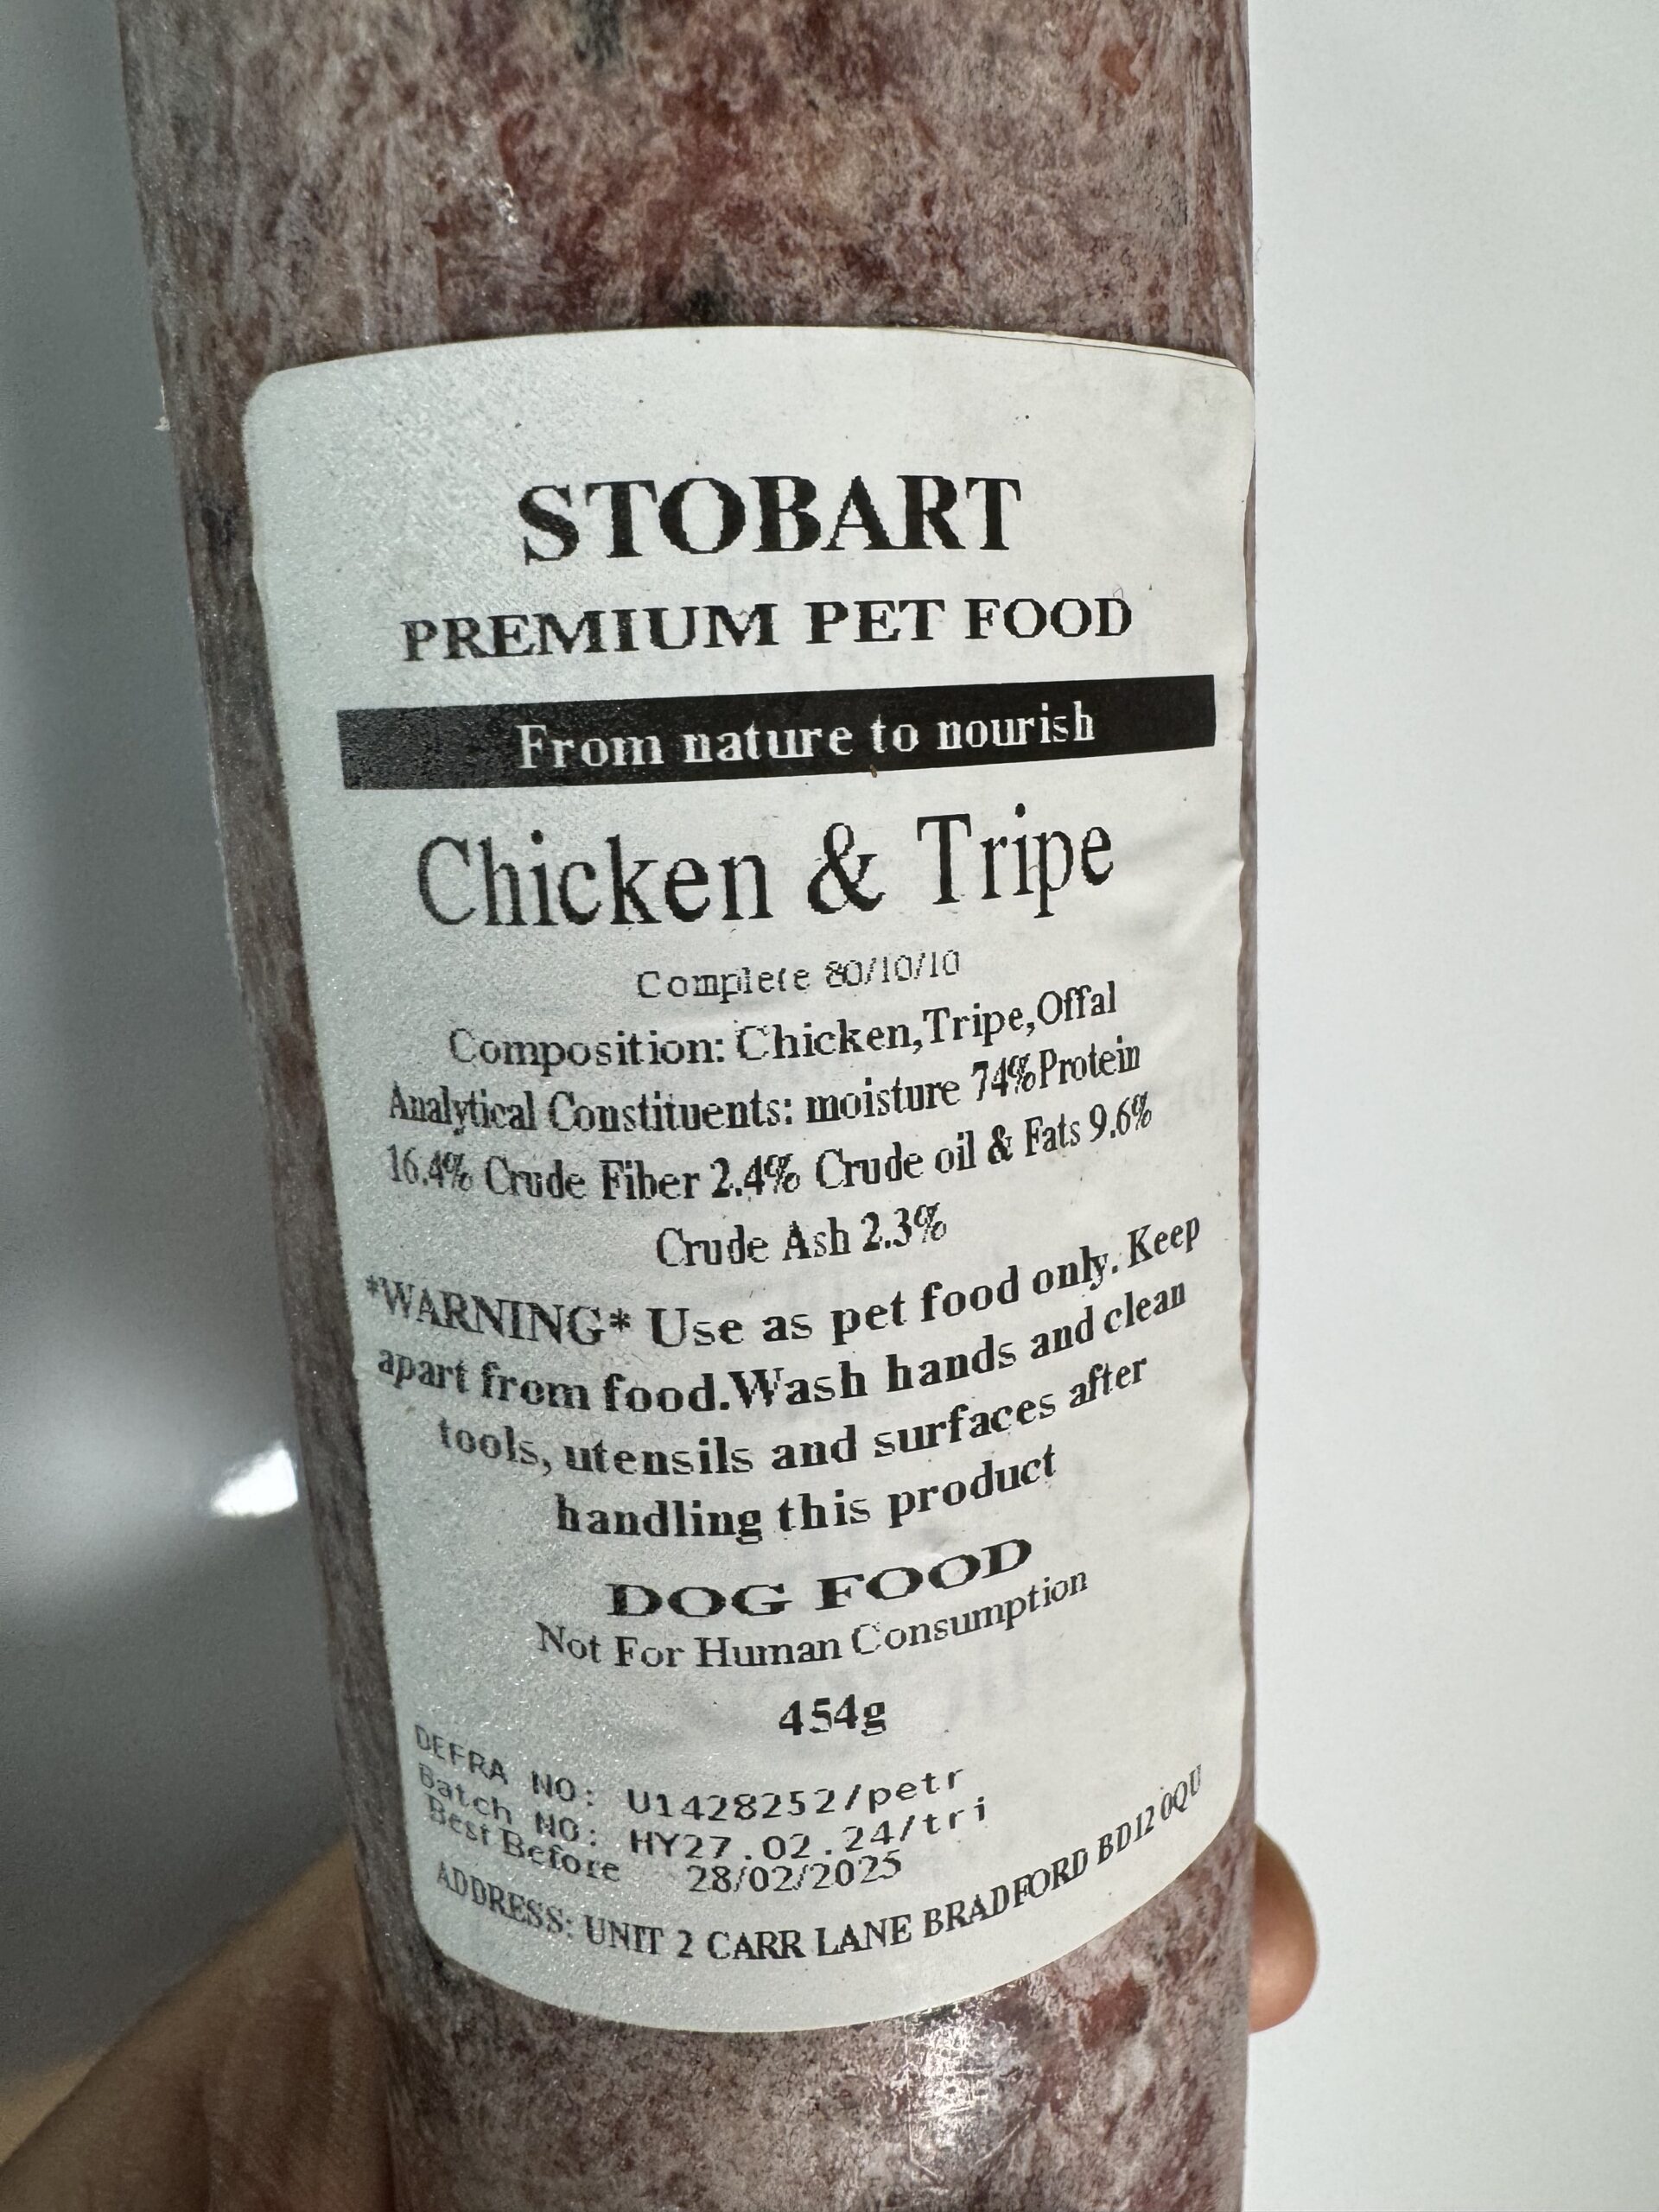 STOBART
PREMIUM PET FOOD
From nature to nourish
Chicken & Tripe
Complete 80/10/10
Composition: Chicken,Tripe,Offal
Analytical Constituents: moisture 74%Protein
16.4% Crude Fiber 2.4% Crude oil & Fats 9.6%
Crude Ash 2.3%
*WARNING* Use as pet food only. Keep
apart from food.Wash hands and clean
tools, utensils and surfaces after
handling this product
DOG FOOD
Not For Human Consumption
454g
DEFRA NO: U1428252/petr
Batch NO: HY27.02.24/tri
Best Before 28/02/2025
ADDRESS: UNIT 2 CARR LANE BRADFORD BD12 0QU